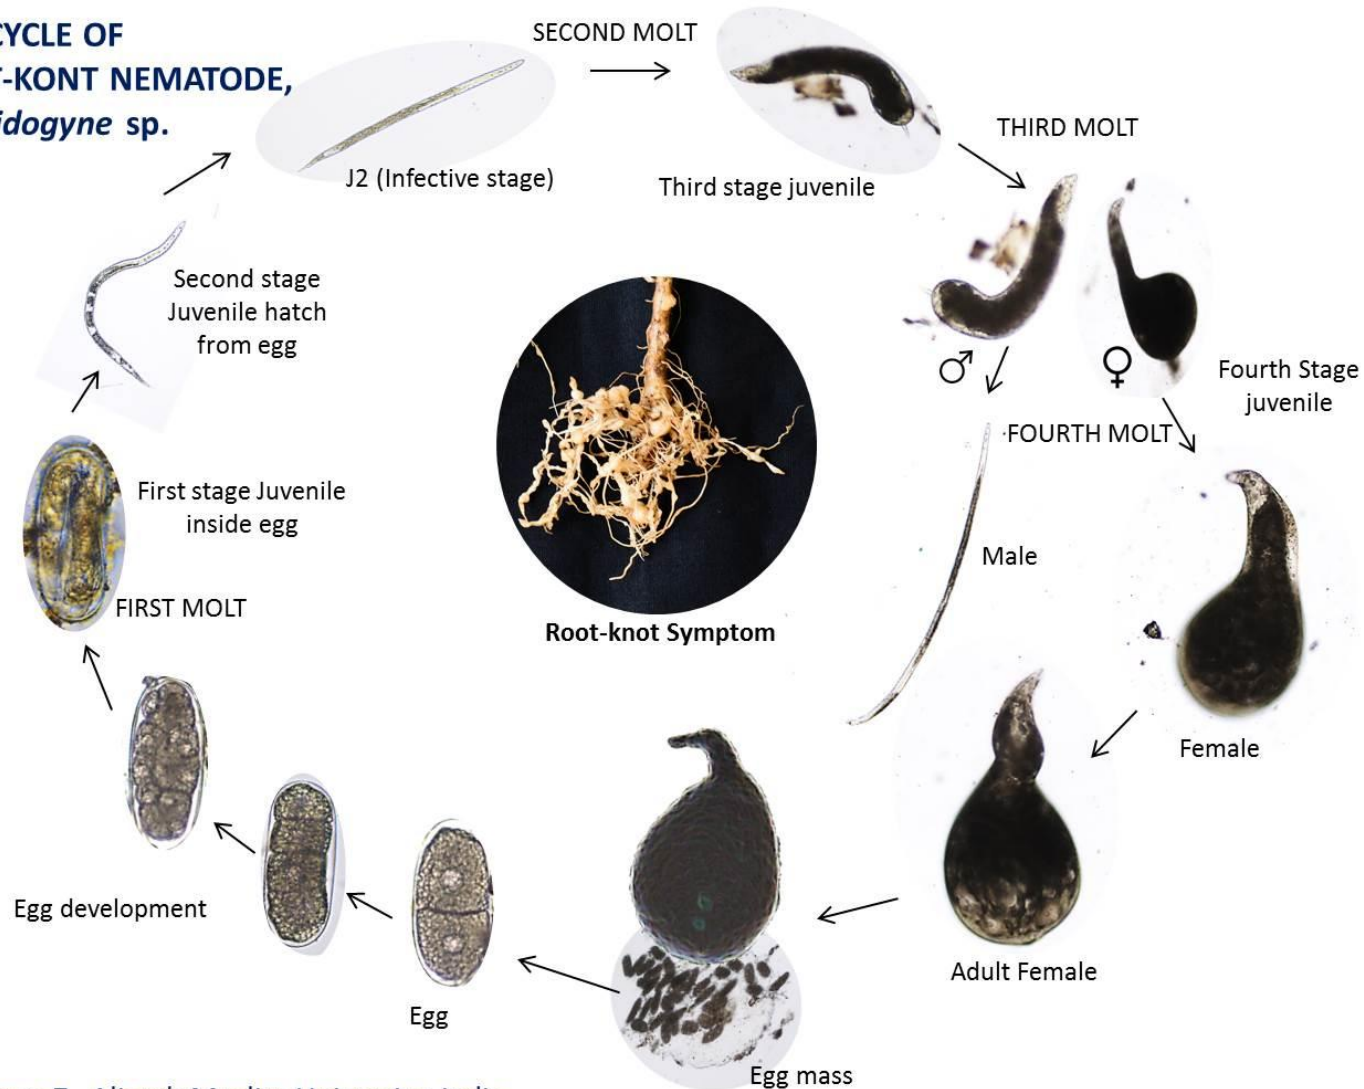 CYCLE OF
T-KONT NEMATODE,
idogyne sp.
SECOND MOLT
J2 (Infective stage)
Third stage juvenile
THIRD MOLT
Second stage
Juvenile hatch
from egg
♂
♀
Fourth Stage
juvenile
FOURTH MOLT
First stage Juvenile
inside egg
Male
FIRST MOLT
Root-knot Symptom
Female
Egg development
Adult Female
Egg
Egg mass